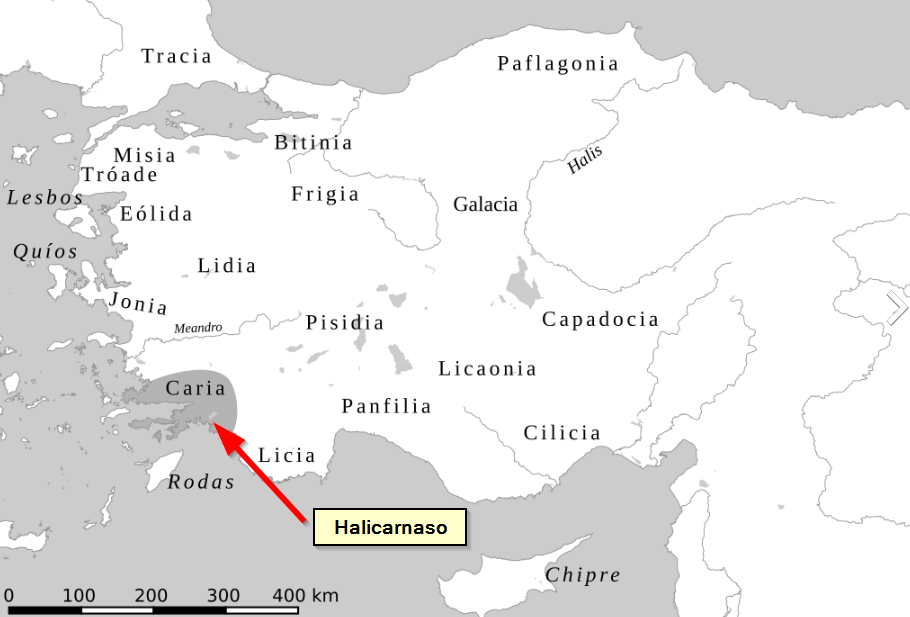 Tracia
Paflagonia
Bitinia
Misia
Halis
Tróade
Frigia
Lesbos
Galacia
Eólida
Quíos
Lidia
Jonia
Meandro
Pisidia
Capadocia
Licaonia
Caria
Panfilia
Cilicia
Licia
Rodas
Halicarnaso
Chipre
0 100 200 300 400 km